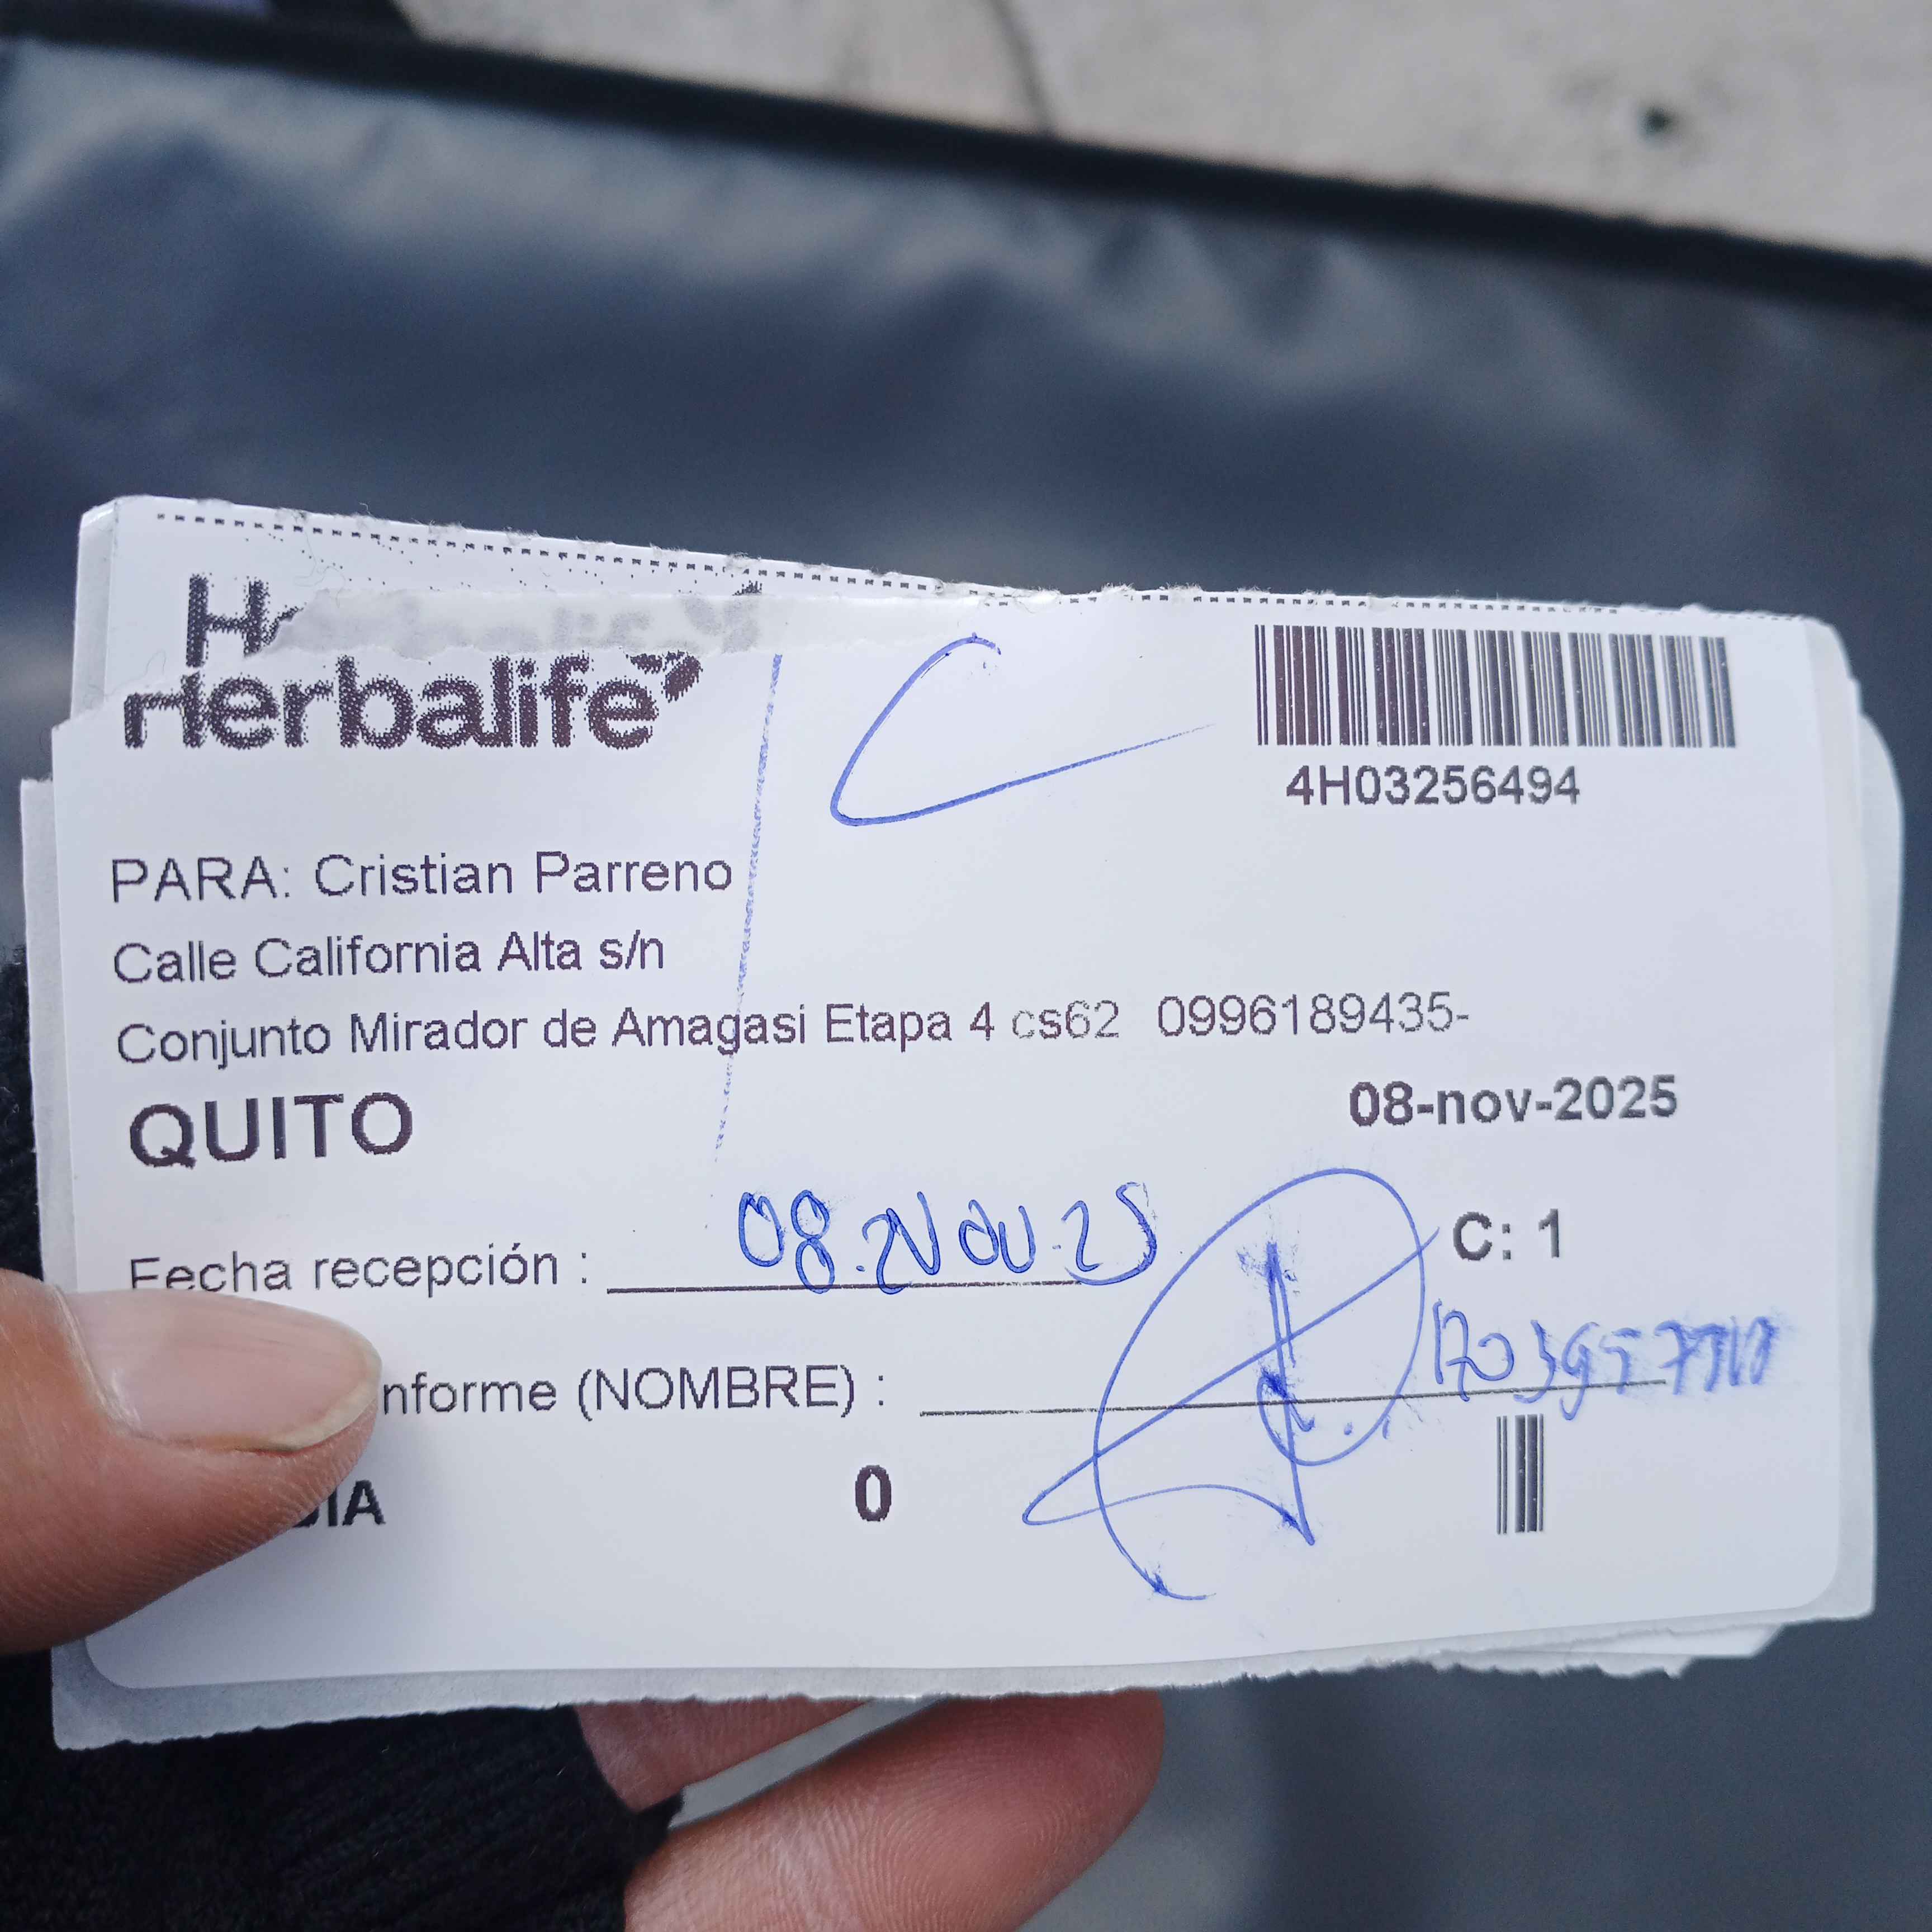 Herbalife
4H03256494
PARA: Cristian Parreno
Calle California Alta s/n
Conjunto Mirador de Amagasi Etapa 4 cs62 0996189435-
QUITO
08-nov-2025
Fecha recepción : 08.Nov.25
C: 1
nforme (NOMBRE) :
0